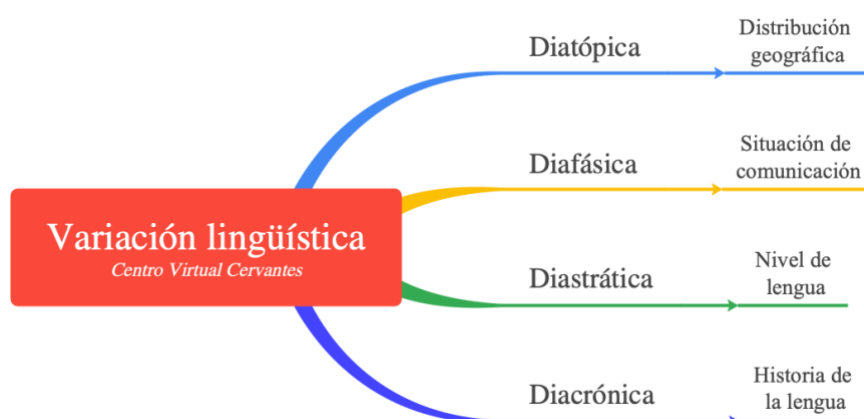 Variación lingüística
Centro Virtual Cervantes
Diatópica
Distribución
geográfica
Diafásica
Situación de
comunicación
Diastrática
Nivel de
lengua
Diacrónica
Historia de
la lengua